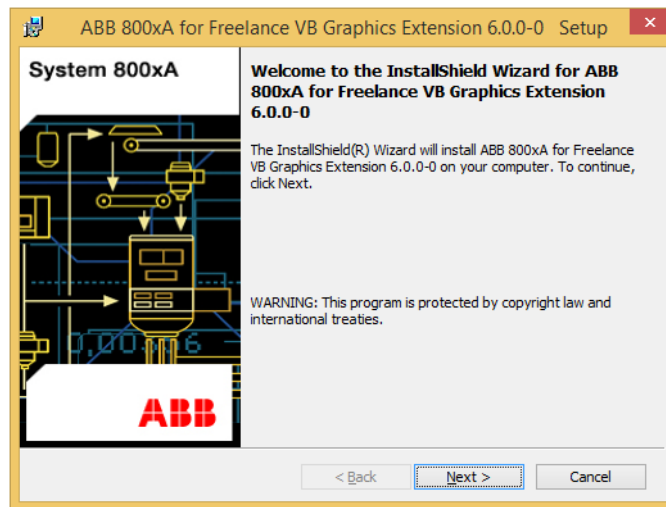 ABB 800xA for Freelance VB Graphics Extension 6.0.0-0 Setup
System 800xA
Welcome to the InstallShield Wizard for ABB
800xA for Freelance VB Graphics Extension
6.0.0-0
The InstallShield(R) Wizard will install ABB 800xA for Freelance
VB Graphics Extension 6.0.0-0 on your computer. To continue,
click Next.
WARNING: This program is protected by copyright law and
international treaties.
ABB
< Back Next > Cancel